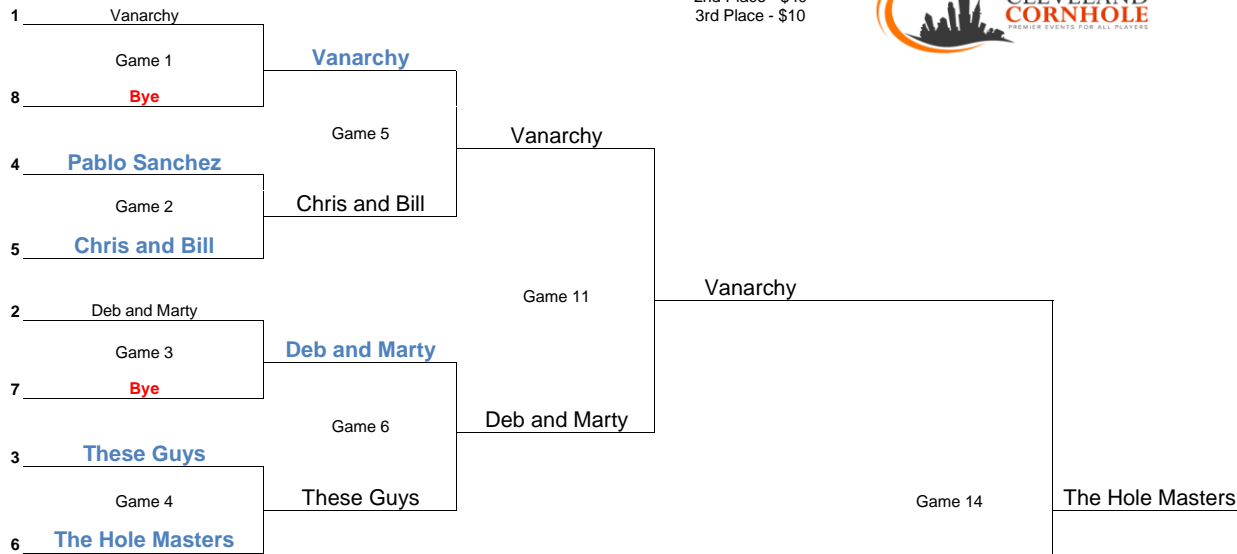 3rd Place - $10
CLEVELAND
CORNHOLE
PREMIER EVENTS FOR ALL PLAYERS
1 Vanarchy
Game 1
Vanarchy
8 Bye
Game 5
Vanarchy
4 Pablo Sanchez
Game 2
Chris and Bill
5 Chris and Bill
Game 11
Vanarchy
2 Deb and Marty
Game 3
Deb and Marty
7 Bye
Game 6
Deb and Marty
3 These Guys
Game 4
These Guys
Game 14
The Hole Masters
6 The Hole Masters